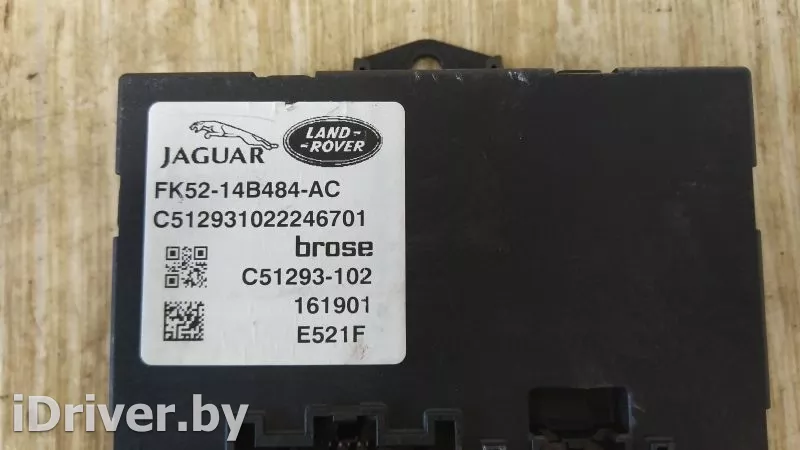 JAGUAR
LAND-
-ROVER
FK52-14B484-AC
C512931022246701
brose
C51293-102
161901
E521F
iDriver.by